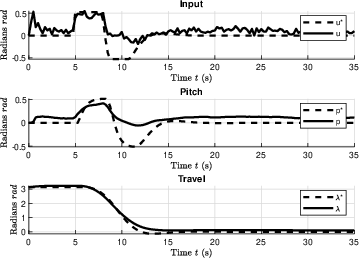 Input
Radians rad
0.5
0
-0.5
u*
u
0 5 10 15 20 25 30 35
Time t (s)
Pitch
Radians rad
0.5
0
-0.5
p*
p
0 5 10 15 20 25 30 35
Time t (s)
Travel
Radians rad
3
2
1
0
λ*
λ
0 5 10 15 20 25 30 35
Time t (s)